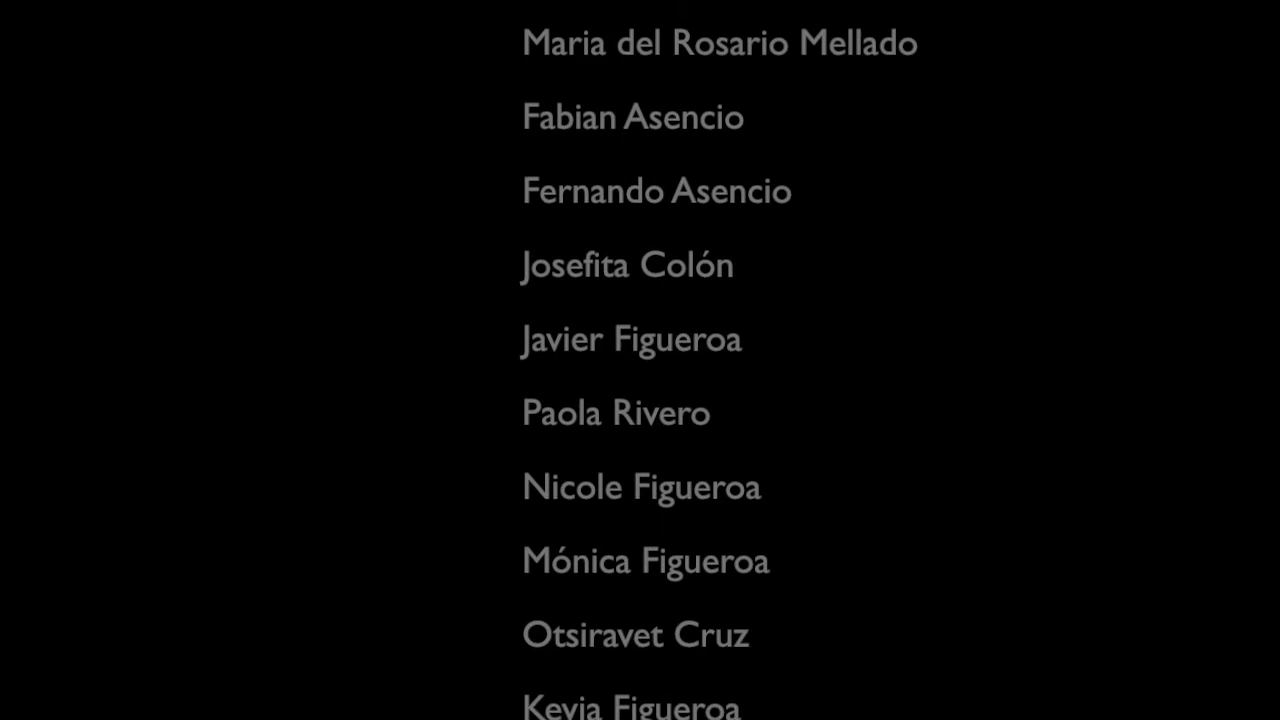 Maria del Rosario Mellado
Fabian Asencio
Fernando Asencio
Josefita Colón
Javier Figueroa
Paola Rivero
Nicole Figueroa
Mónica Figueroa
Otsiravet Cruz
Kevia Figueroa